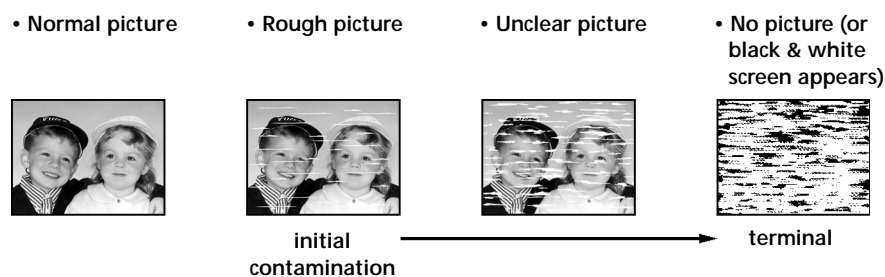 • Normal picture
• Rough picture
• Unclear picture
• No picture (or
black & white
screen appears)
initial
contamination
terminal